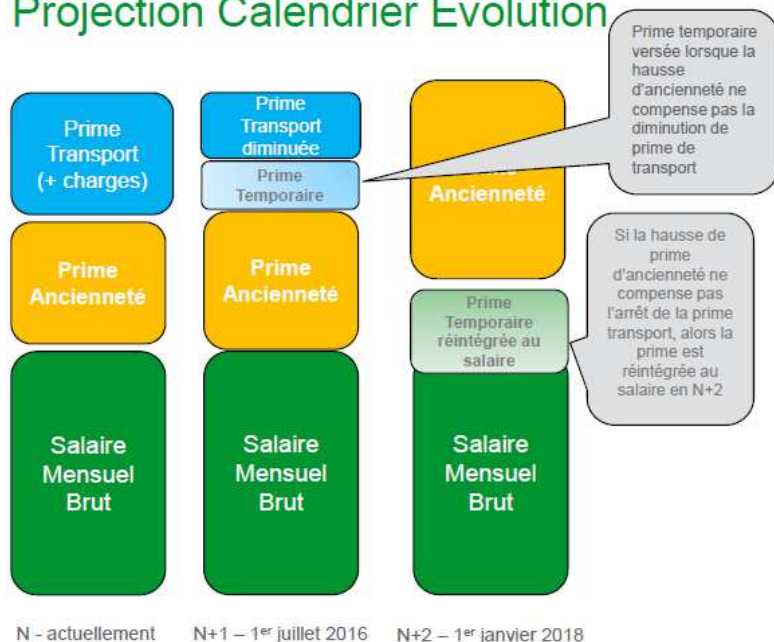 Projection Calendrier Evolution
Prime
Transport
(+ charges)
Prime
Ancienneté
Salaire
Mensuel
Brut
N - actuellement
Prime
Transport
diminuée
Prime
Temporaire
Prime
Ancienneté
Salaire
Mensuel
Brut
N+1 – 1er juillet 2016
Ancienneté
Prime
Temporaire
réintégrée au
salaire
Salaire
Mensuel
Brut
N+2 – 1er janvier 2018
Prime temporaire
versée lorsque la
hausse
d'ancienneté ne
compense pas la
diminution de
prime de
transport
Si la hausse de
prime
d'ancienneté ne
compense pas
l'arrêt de la prime
transport, alors la
prime est
réintégrée au
salaire en N+2